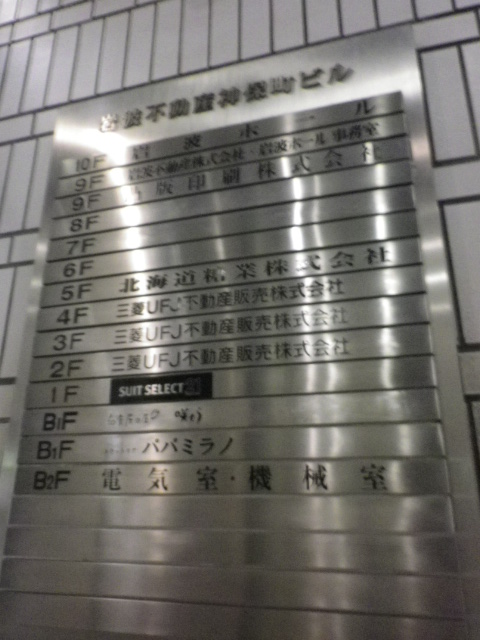 岩波不動産神保町ビル
10F 岩波ホール
9F 岩波不動産株式会社・岩波ホール事務室
9F 凸版印刷株式会社
8F
7F
6F
5F 北海道糖業株式会社
4F 三菱UFJ不動産販売株式会社
3F 三菱UFJ不動産販売株式会社
2F 三菱UFJ不動産販売株式会社
1F SUIT SELECT 21
B1F
B1F パパミラノ
B2F 電気室・機械室